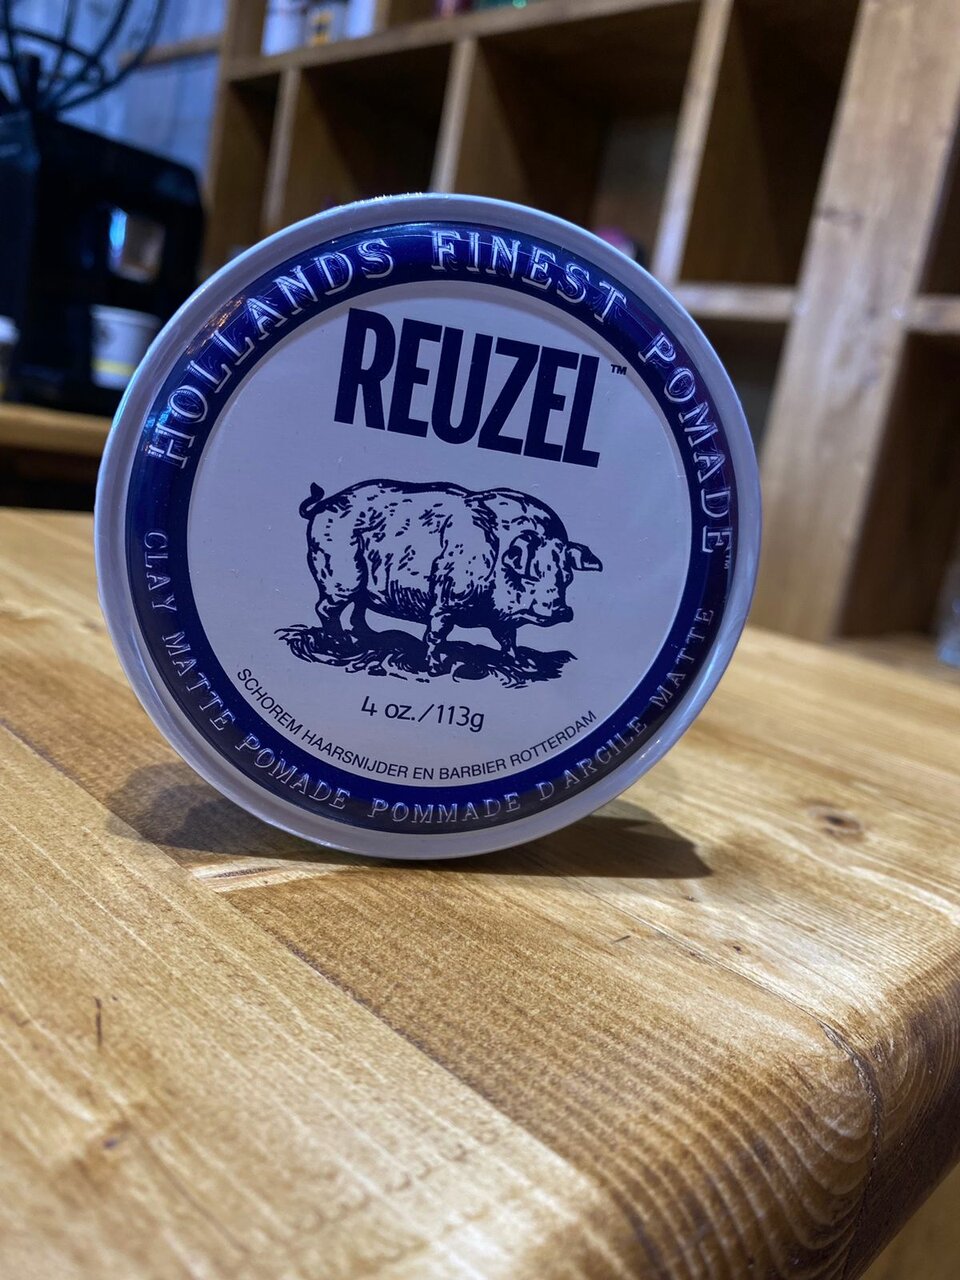 HOLLANDS FINEST POMADE™
REUZEL™
4 oz./113g
SCHOREM HAARSNIJDER EN BARBIER ROTTERDAM
CLAY MATTE POMADE POMMADE D'ARGILE MATTE